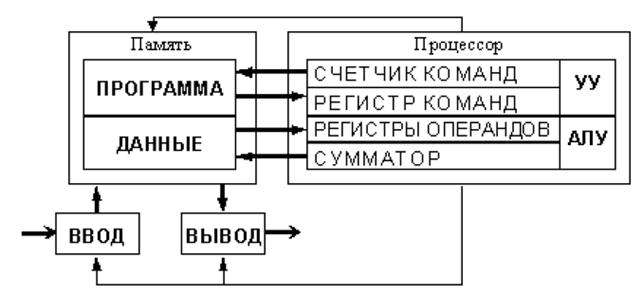 Память
Процессор
ПРОГРАММА
ДАННЫЕ
СЧЕТЧИК КОМАНД
РЕГИСТР КОМАНД
УУ
РЕГИСТРЫ ОПЕРАНДОВ
СУММАТОР
АЛУ
ВВОД
ВЫВОД